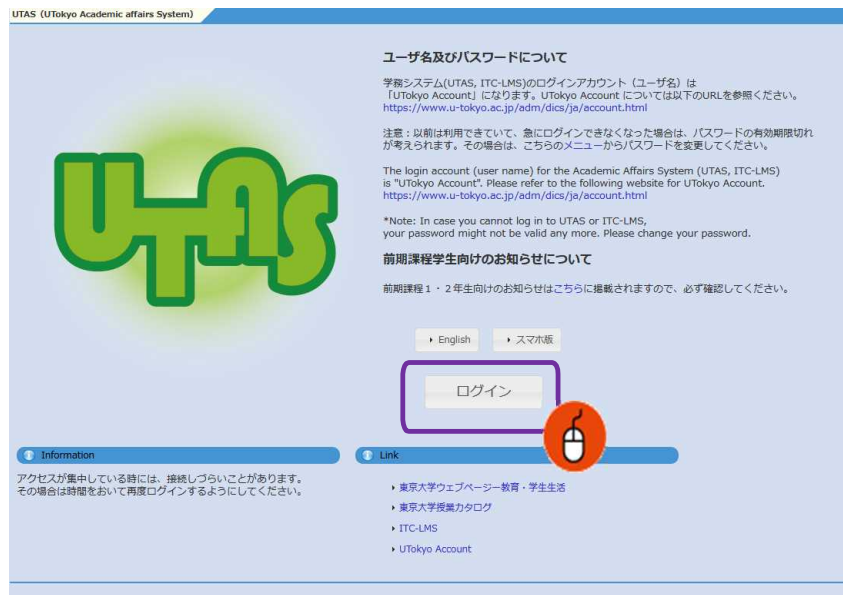 UTAS (UTokyo Academic affairs System)
UTAS
ユーザ名及びパスワードについて
学務システム(UTAS, ITC-LMS)のログインアカウント（ユーザ名）は
「UTokyo Account」になります。UTokyo Account については以下のURLを参照ください。
https://www.u-tokyo.ac.jp/adm/dics/ja/account.html
注意：以前は利用できていて、急にログインできなくなった場合は、パスワードの有効期限切れ
が考えられます。その場合は、こちらのメニューからパスワードを変更してください。
The login account (user name) for the Academic Affairs System (UTAS, ITC-LMS)
is "UTokyo Account". Please refer to the following website for UTokyo Account.
https://www.u-tokyo.ac.jp/adm/dics/ja/account.html
*Note: In case you cannot log in to UTAS or ITC-LMS,
your password might not be valid any more. Please change your password.
前期課程学生向けのお知らせについて
前期課程１・２年生向けのお知らせはこちらに掲載されますので、必ず確認してください。
English
スマホ版
ログイン
Information
アクセスが集中している時には、接続しづらいことがあります。
その場合は時間をおいて再度ログインするようにしてください。
Link
東京大学ウェブページー教育・学生生活
東京大学授業カタログ
ITC-LMS
UTokyo Account